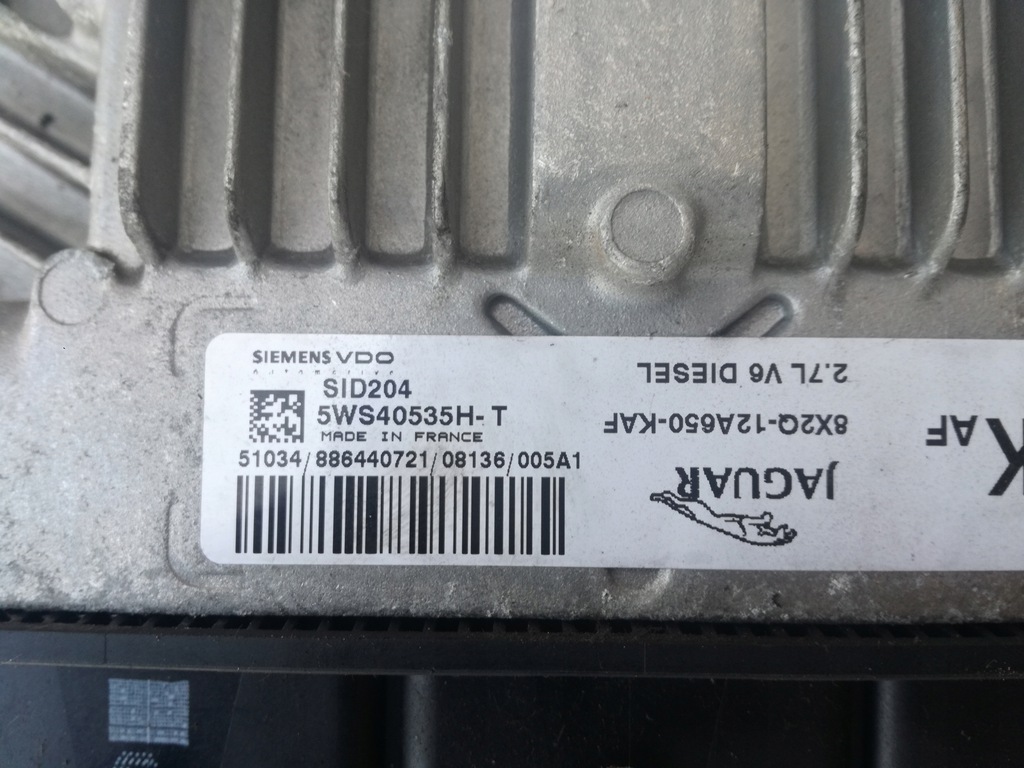 SIEMENS VDO
SID204
5WS40535H-T
MADE IN FRANCE
51034/886440721/08136/005A1
2.7L V6 DIESEL
8X2Q-12A650-KAF
JAGUAR
KAF